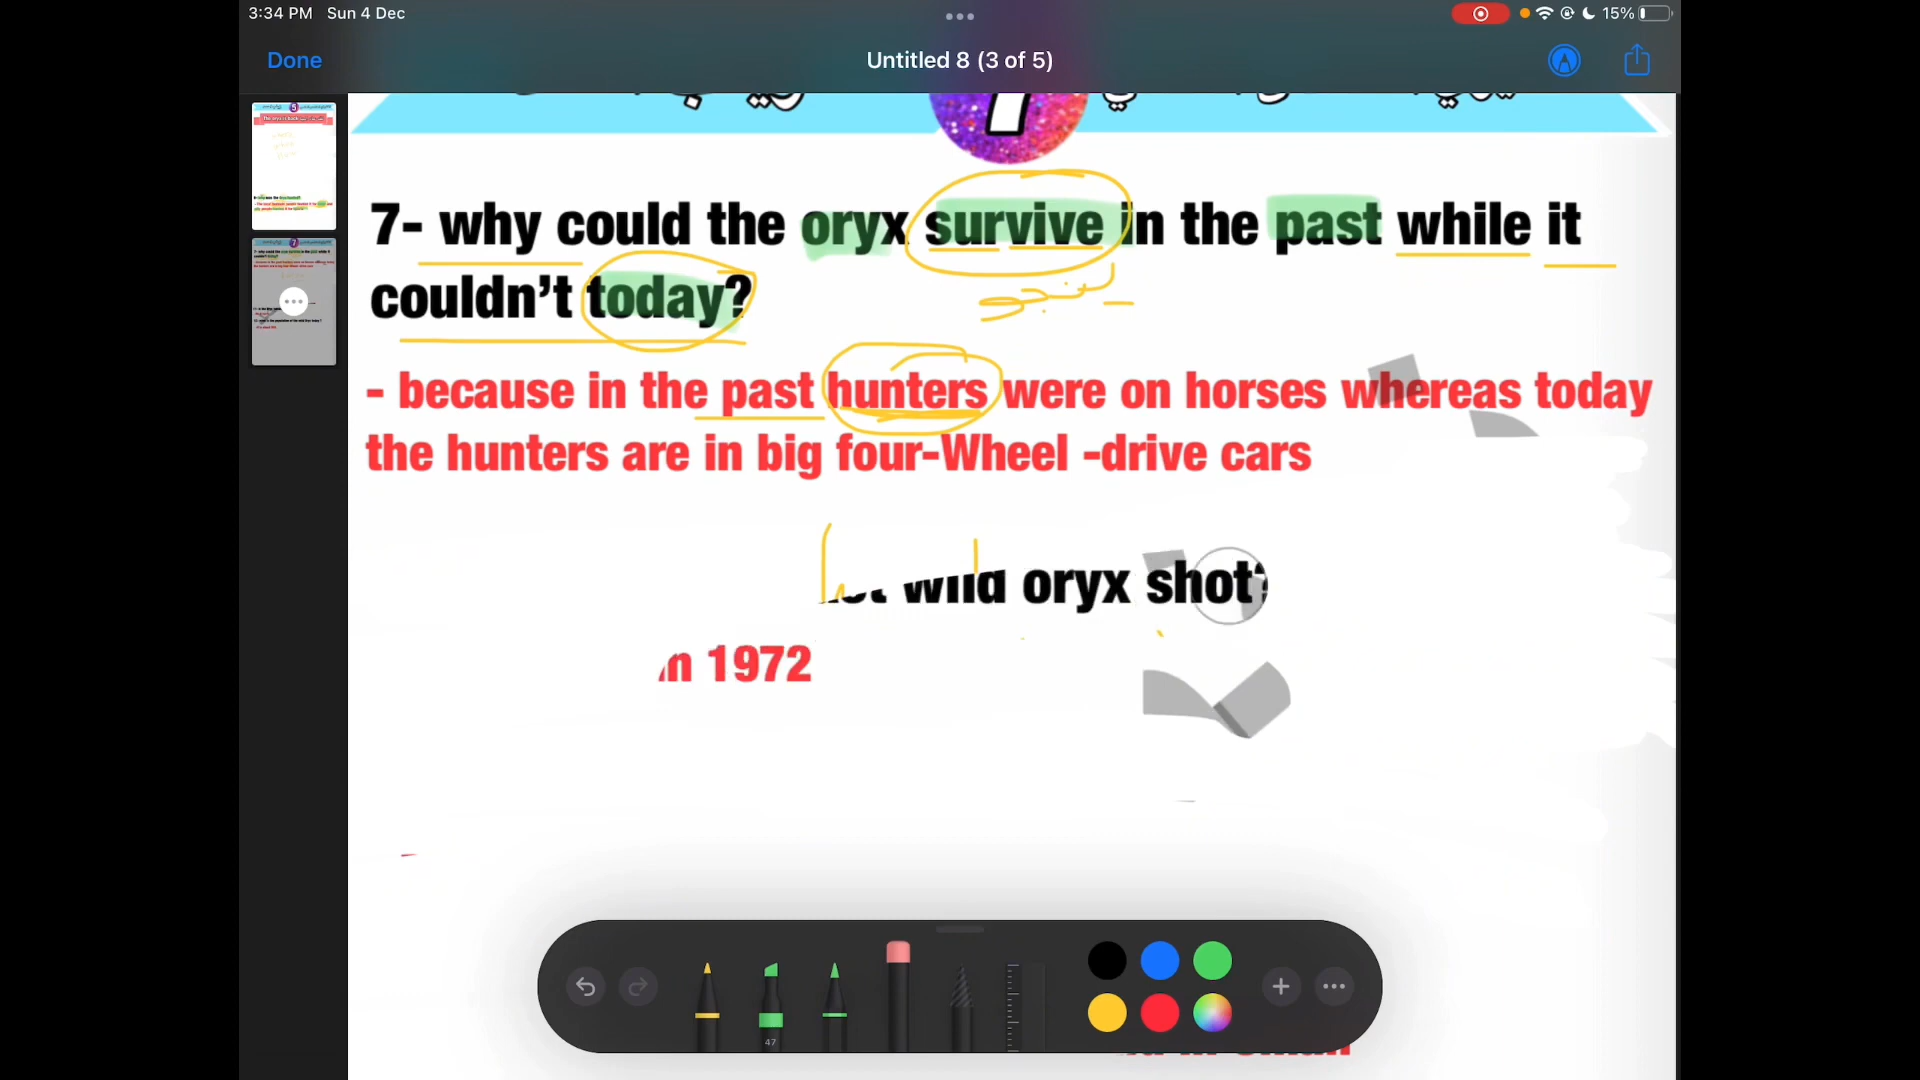 3:34 PM Sun 4 Dec
15%
Done
Untitled 8 (3 of 5)
7
7- why could the oryx survive in the past while it
couldn’t today?
- because in the past hunters were on horses whereas today
the hunters are in big four-Wheel -drive cars
wild oryx shot?
in 1972
47